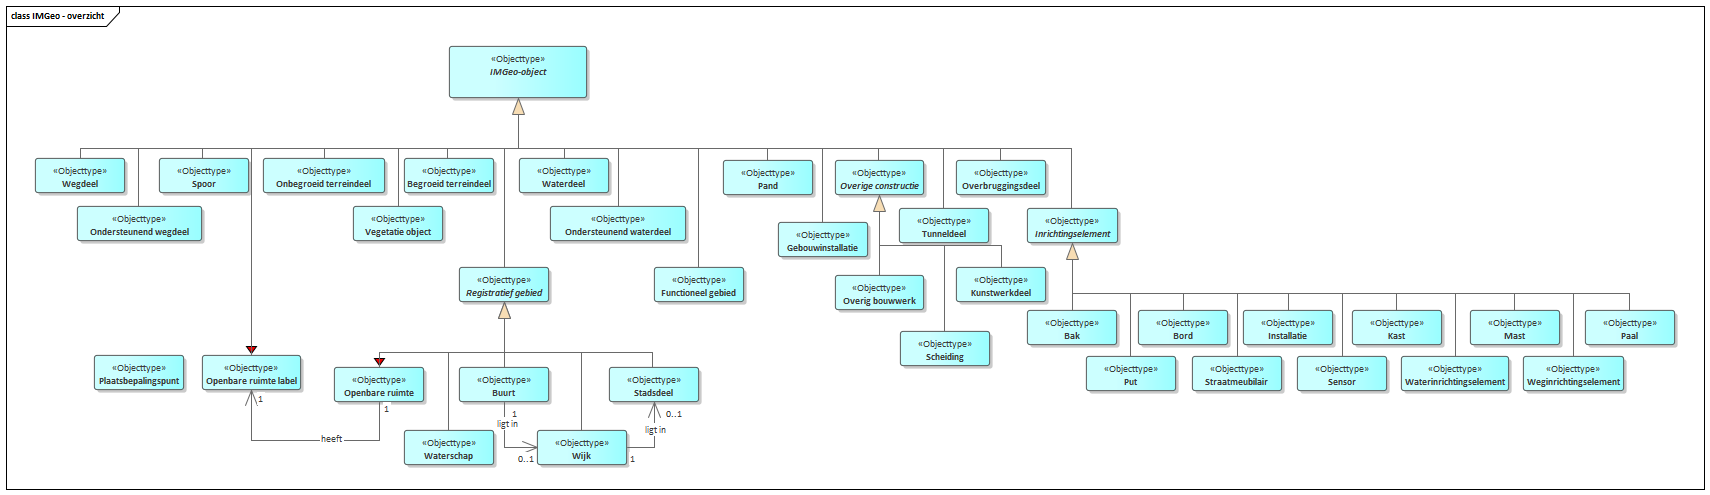 class IMGeo - overzicht
«Objecttype»
IMGeo-object
«Objecttype»
Wegdeel
«Objecttype»
Spoor
«Objecttype»
Onbegroeid terreindeel
«Objecttype»
Begroeid terreindeel
«Objecttype»
Waterdeel
«Objecttype»
Pand
«Objecttype»
Overige constructie
«Objecttype»
Overbruggingsdeel
«Objecttype»
Ondersteunend wegdeel
«Objecttype»
Vegetatie object
«Objecttype»
Ondersteunend waterdeel
«Objecttype»
Gebouwinstallatie
«Objecttype»
Tunneldeel
«Objecttype»
Inrichtingselement
«Objecttype»
Registratief gebied
«Objecttype»
Functioneel gebied
«Objecttype»
Overig bouwwerk
«Objecttype»
Kunstwerkdeel
«Objecttype»
Scheiding
«Objecttype»
Bak
«Objecttype»
Bord
«Objecttype»
Installatie
«Objecttype»
Kast
«Objecttype»
Mast
«Objecttype»
Paal
«Objecttype»
Put
«Objecttype»
Straatmeubilair
«Objecttype»
Sensor
«Objecttype»
Waterinrichtingselement
«Objecttype»
Weginrichtingselement
«Objecttype»
Plaatsbepalingspunt
«Objecttype»
Openbare ruimte label
«Objecttype»
Openbare ruimte
«Objecttype»
Buurt
«Objecttype»
Stadsdeel
1
1
heeft
1
ligt in
0..1
0..1
ligt in
1
«Objecttype»
Waterschap
«Objecttype»
Wijk